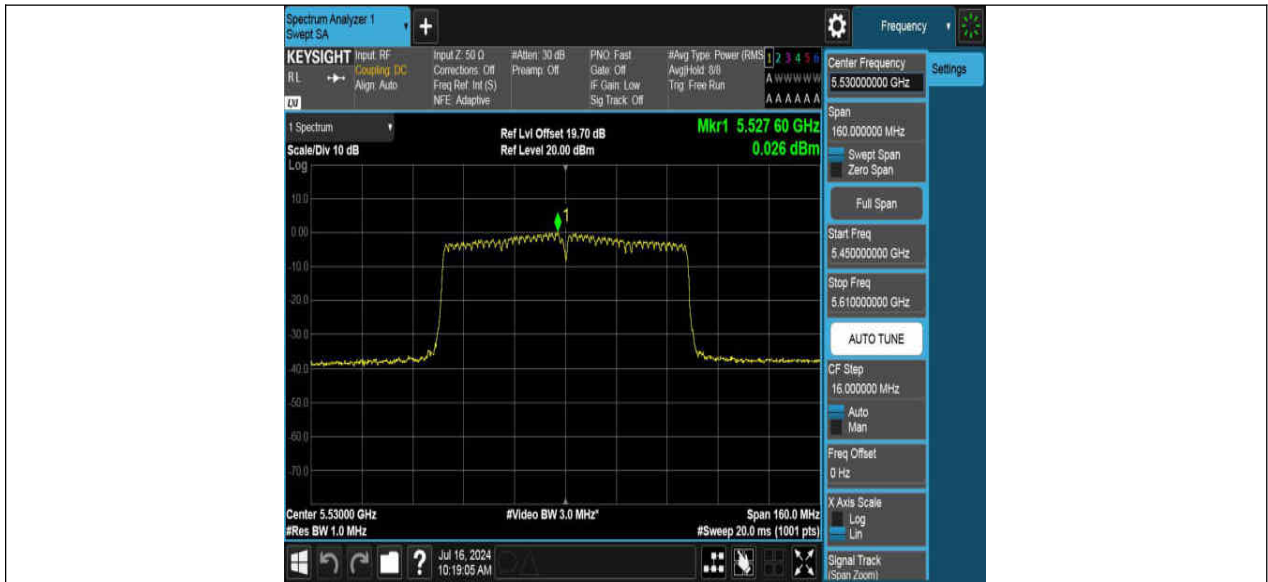 Spectrum Analyzer 1
Swept SA
+
Frequency
KEYSIGHT
RL
LXI
Input: RF
Coupling: DC
Align: Auto
Input Z: 50 Ω
Corrections: Off
Freq Ref: Int (S)
NFE: Adaptive
#Atten: 30 dB
Preamp: Off
PNO: Fast
Gate: Off
IF Gain: Low
Sig Track: Off
#Avg Type: Power (RMS
Avg|Hold: 8/8
Trig: Free Run
1 2 3 4 5 6
A W W W W W
A A A A A A
1 Spectrum
Scale/Div 10 dB
Log
Ref Lvl Offset 19.70 dB
Ref Level 20.00 dBm
Mkr1 5.527 60 GHz
0.026 dBm
10.0
0.00
-10.0
-20.0
-30.0
-40.0
-50.0
-60.0
-70.0
1
Center 5.53000 GHz
#Res BW 1.0 MHz
#Video BW 3.0 MHz*
Span 160.0 MHz
#Sweep 20.0 ms (1001 pts)
?
Jul 16, 2024
10:19:05 AM
Center Frequency
5.530000000 GHz
Settings
Span
160.000000 MHz
Swept Span
Zero Span
Full Span
Start Freq
5.450000000 GHz
Stop Freq
5.610000000 GHz
AUTO TUNE
CF Step
16.000000 MHz
Auto
Man
Freq Offset
0 Hz
X Axis Scale
Log
Lin
Signal Track
(Span Zoom)